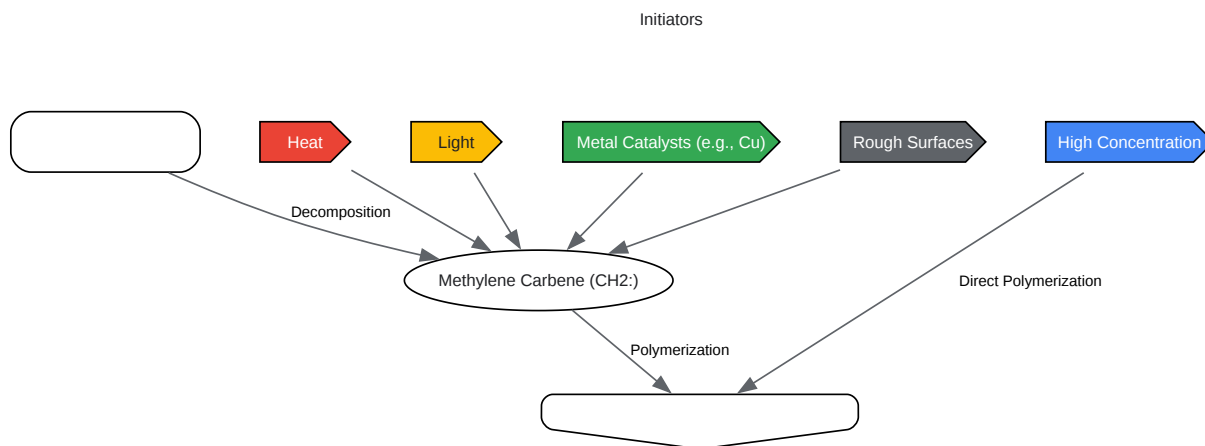 Initiators
Heat
Light
Metal Catalysts (e.g., Cu)
Rough Surfaces
High Concentration
Decomposition
Methylene Carbene (CH2:)
Direct Polymerization
Polymerization